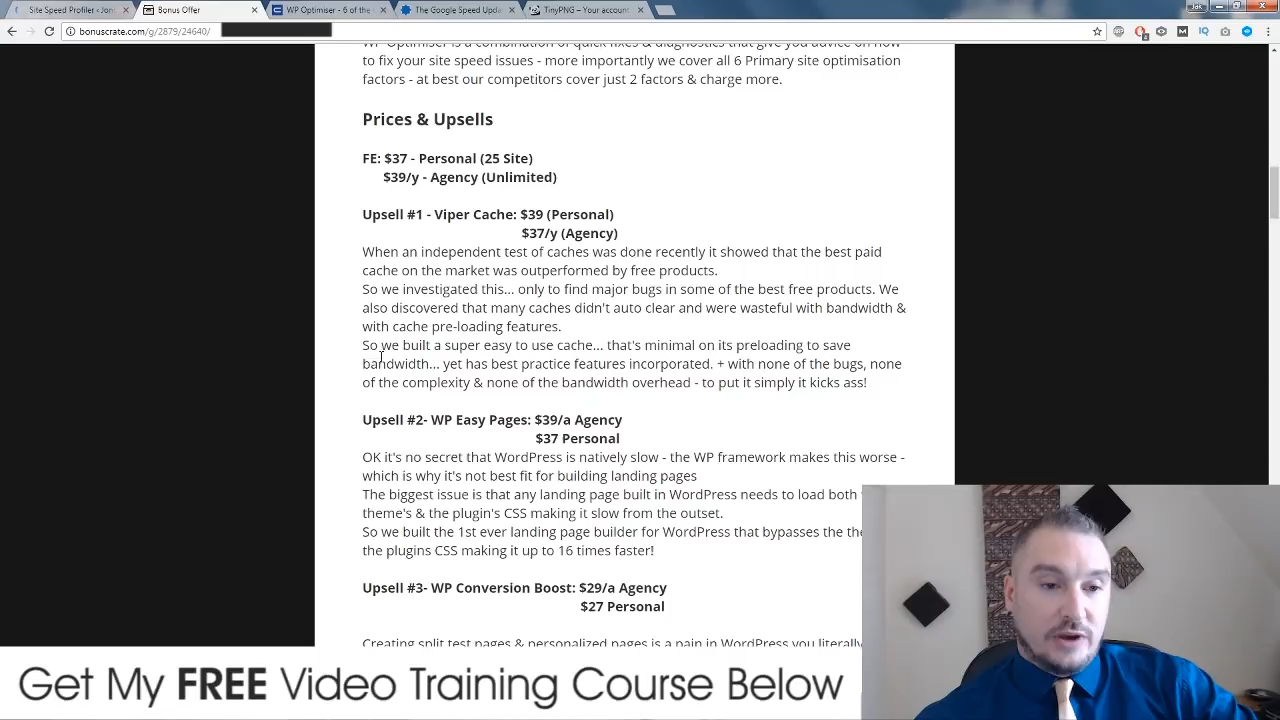 Site Speed Profiler - Jon
Bonus Offer
WP Optimiser - 6 of the
The Google Speed Upda
TinyPNG – Your account
Jak
bonuscrate.com/g/2879/24640/
WP Optimiser is a combination of quick fixes & diagnostics that give you advice on how
to fix your site speed issues - more importantly we cover all 6 Primary site optimisation
factors - at best our competitors cover just 2 factors & charge more.
Prices & Upsells
FE: $37 - Personal (25 Site)
$39/y - Agency (Unlimited)
Upsell #1 - Viper Cache: $39 (Personal)
$37/y (Agency)
When an independent test of caches was done recently it showed that the best paid
cache on the market was outperformed by free products.
So we investigated this... only to find major bugs in some of the best free products. We
also discovered that many caches didn't auto clear and were wasteful with bandwidth &
with cache pre-loading features.
So we built a super easy to use cache... that's minimal on its preloading to save
bandwidth... yet has best practice features incorporated. + with none of the bugs, none
of the complexity & none of the bandwidth overhead - to put it simply it kicks ass!
Upsell #2- WP Easy Pages: $39/a Agency
$37 Personal
OK it's no secret that WordPress is natively slow - the WP framework makes this worse -
which is why it's not best fit for building landing pages
The biggest issue is that any landing page built in WordPress needs to load both
theme's & the plugin's CSS making it slow from the outset.
So we built the 1st ever landing page builder for WordPress that bypasses the the
the plugins CSS making it up to 16 times faster!
Upsell #3- WP Conversion Boost: $29/a Agency
$27 Personal
Creating split test pages & personalized pages is a pain in WordPress you literally
Get My FREE Video Training Course Below